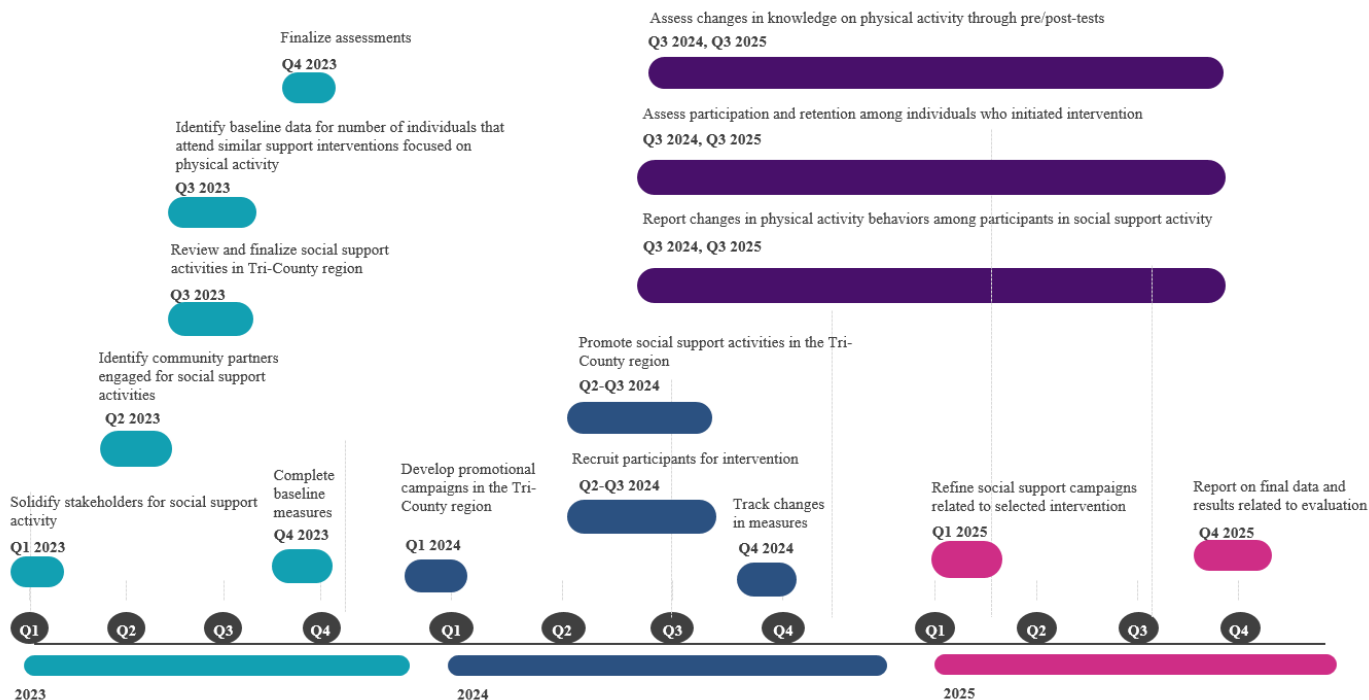 Assess changes in knowledge on physical activity through pre/post-tests
Q3 2024, Q3 2025
Finalize assessments
Q4 2023
Assess participation and retention among individuals who initiated intervention
Q3 2024, Q3 2025
Identify baseline data for number of individuals that
attend similar support interventions focused on
physical activity
Q3 2023
Report changes in physical activity behaviors among participants in social support activity
Q3 2024, Q3 2025
Review and finalize social support
activities in Tri-County region
Q3 2023
Promote social support activities in the Tri-
County region
Q2-Q3 2024
Identify community partners
engaged for social support
activities
Q2 2023
Recruit participants for intervention
Q2-Q3 2024
Solidify stakeholders for social support
activity
Q1 2023
Complete
baseline
measures
Q4 2023
Develop promotional
campaigns in the Tri-
County region
Q1 2024
Track changes
in measures
Q4 2024
Refine social support campaigns
related to selected intervention
Q1 2025
Report on final data and
results related to evaluation
Q4 2025
Q1
Q2
Q3
Q4
Q1
Q2
Q3
Q4
Q1
Q2
Q3
Q4
2023
2024
2025